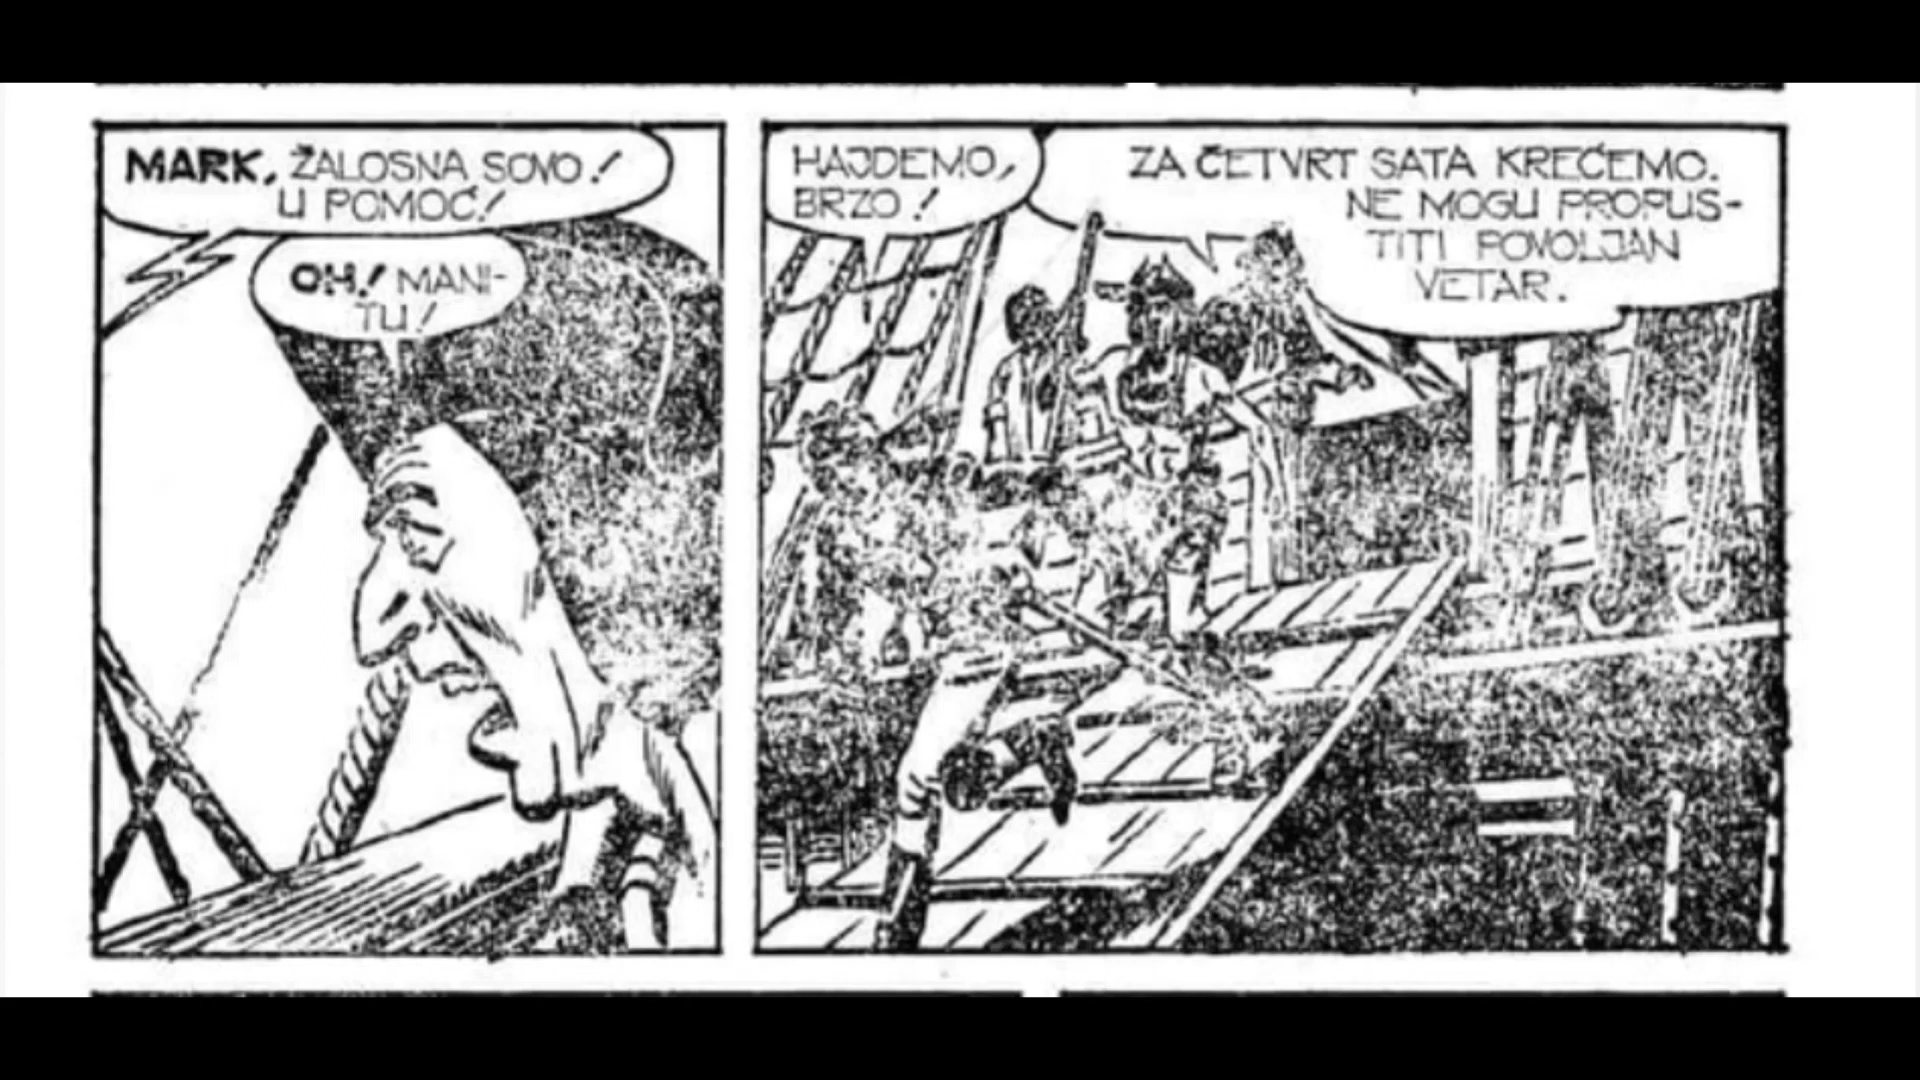 MARK, ŽALOSNA SOVO!
U POMOĆ!
OH! MANI-
TU!
HAJDEMO,
BRZO!
ZA ČETVRT SATA KREĆEMO.
NE MOGU PROPUS-
TITI POVOLJAN
VETAR.